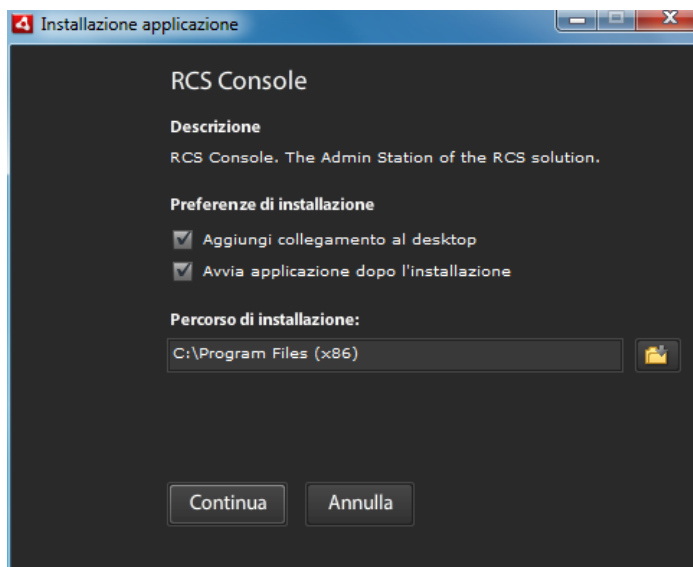 Installazione applicazione
RCS Console
Descrizione
RCS Console. The Admin Station of the RCS solution.
Preferenze di installazione
Aggiungi collegamento al desktop
Avvia applicazione dopo l'installazione
Percorso di installazione:
C:\Program Files (x86)
Continua Annulla